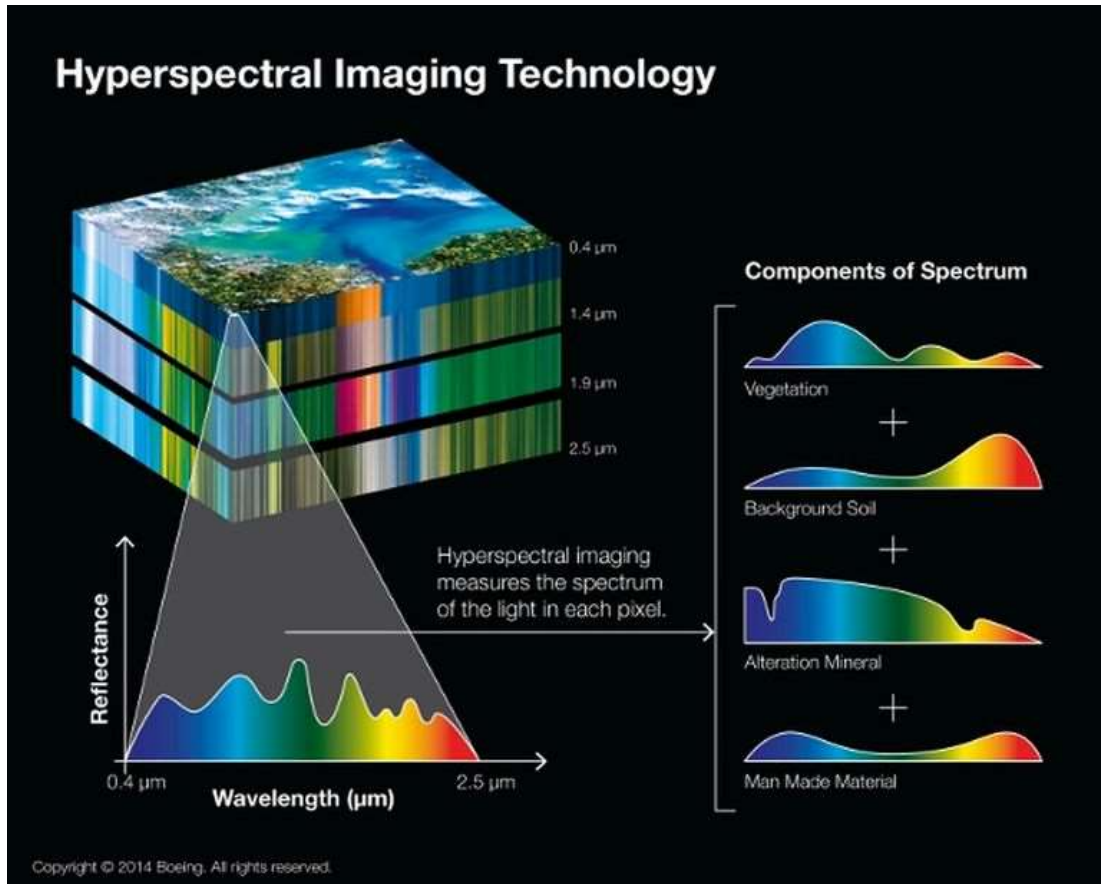 Hyperspectral Imaging Technology
0.4 µm
1.4 µm
1.9 µm
2.5 µm
Components of Spectrum
Vegetation
+
Background Soil
+
Alteration Mineral
+
Man Made Material
Hyperspectral imaging
measures the spectrum
of the light in each pixel.
Reflectance
0.4 µm
2.5 µm
Wavelength (µm)
Copyright © 2014 Boeing. All rights reserved.